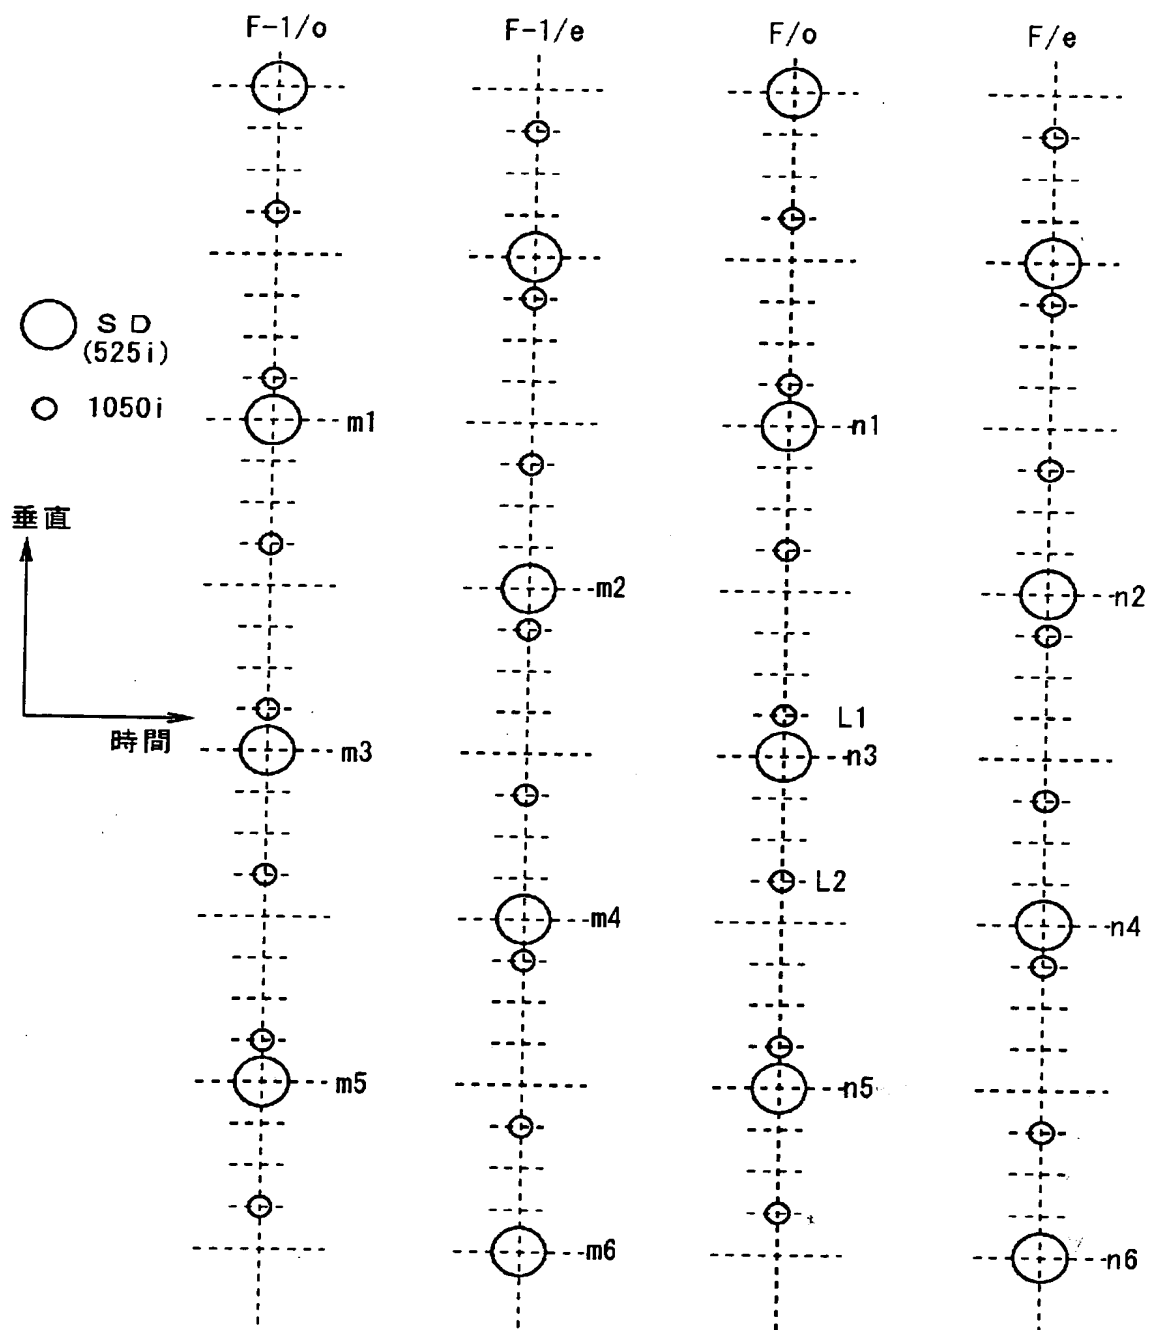 F-1/o F-1/e F/o F/e
SD
(525i)
1050i
m1 n1
垂直
m2 n2
L1
時間
m3 n3
L2
m4 n4
m5 n5
m6 n6